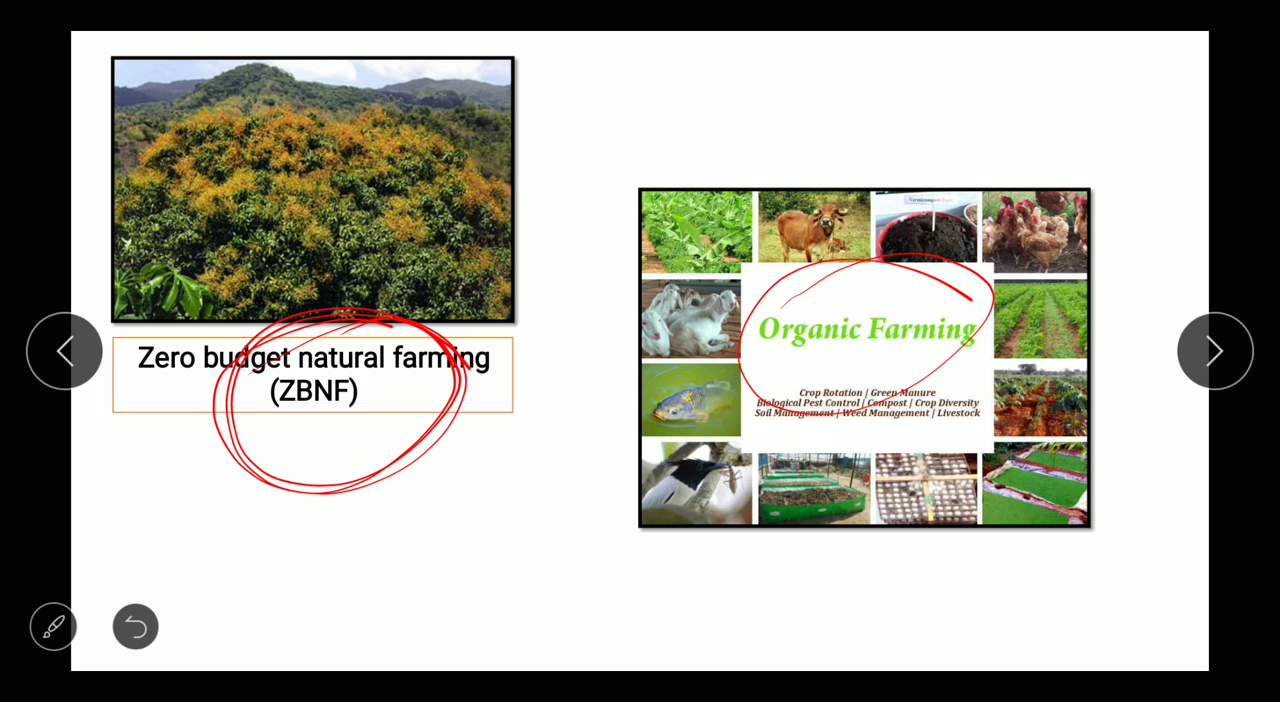 Zero budget natural farming
(ZBNF)
Organic Farming
Crop Rotation | Green Manure
Biological Pest Control | Compost | Crop Diversity
Soil Management | Weed Management | Livestock